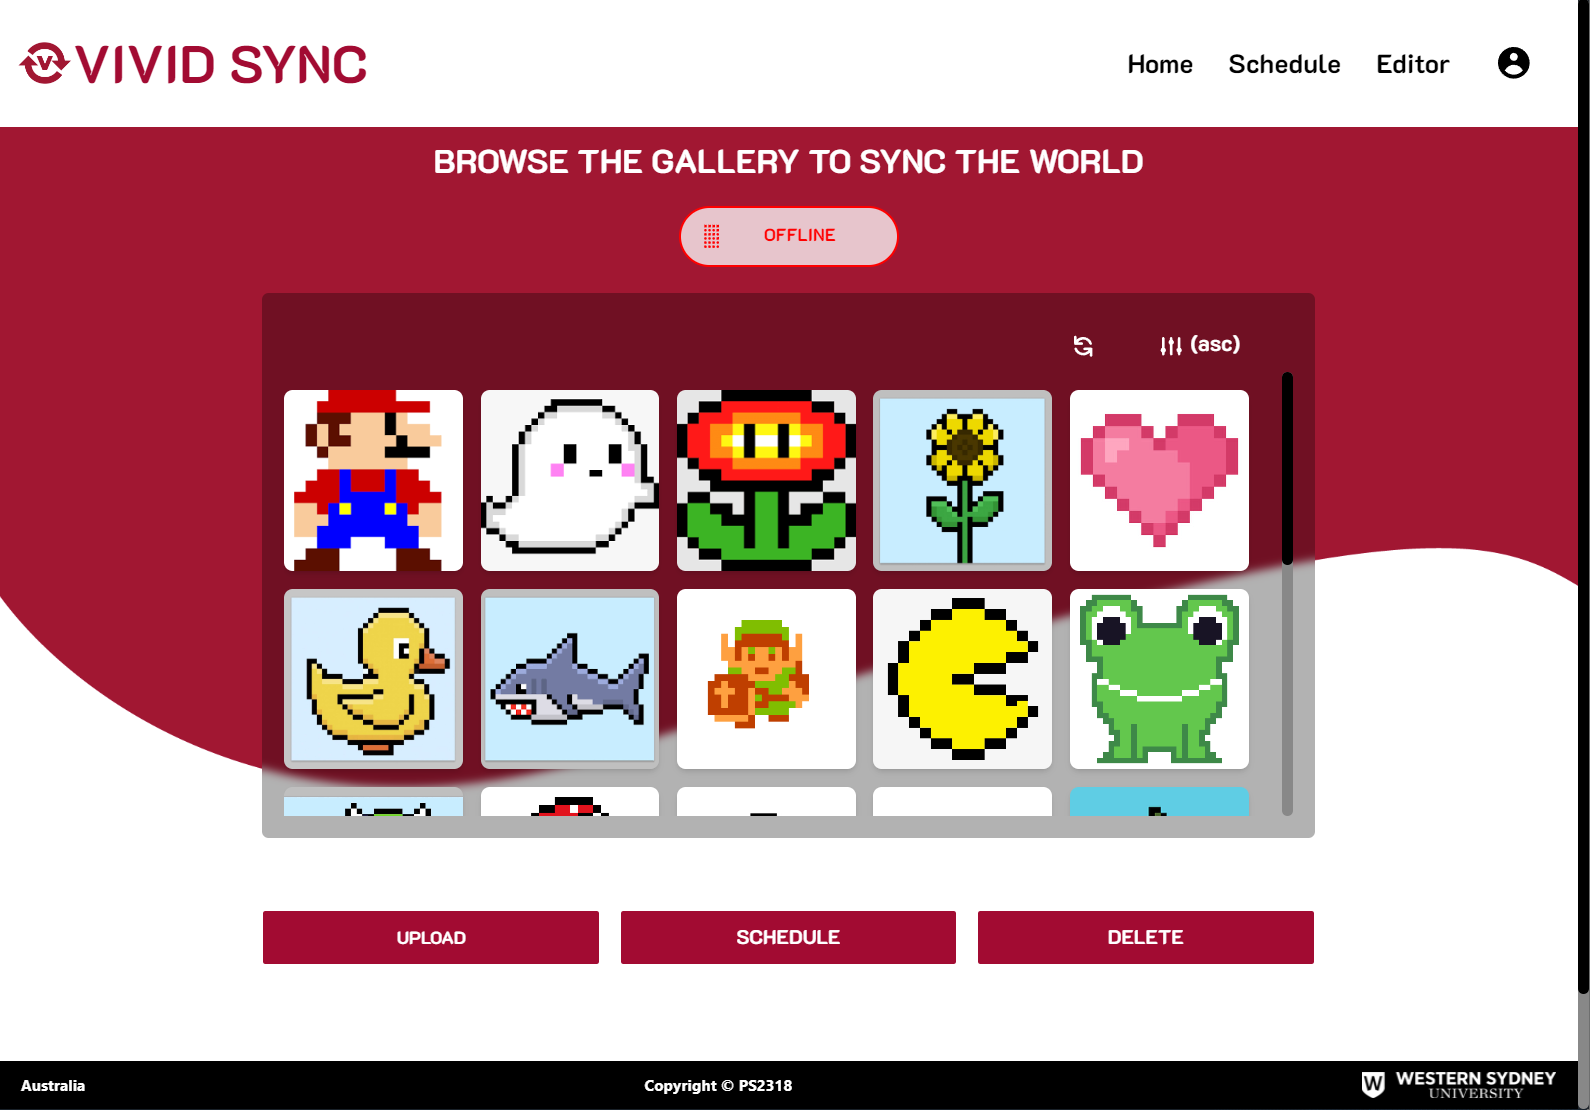 VIVID SYNC
Home
Schedule
Editor
BROWSE THE GALLERY TO SYNC THE WORLD
OFFLINE
(asc)
UPLOAD
SCHEDULE
DELETE
Australia
Copyright © PS2318
W WESTERN SYDNEY
UNIVERSITY